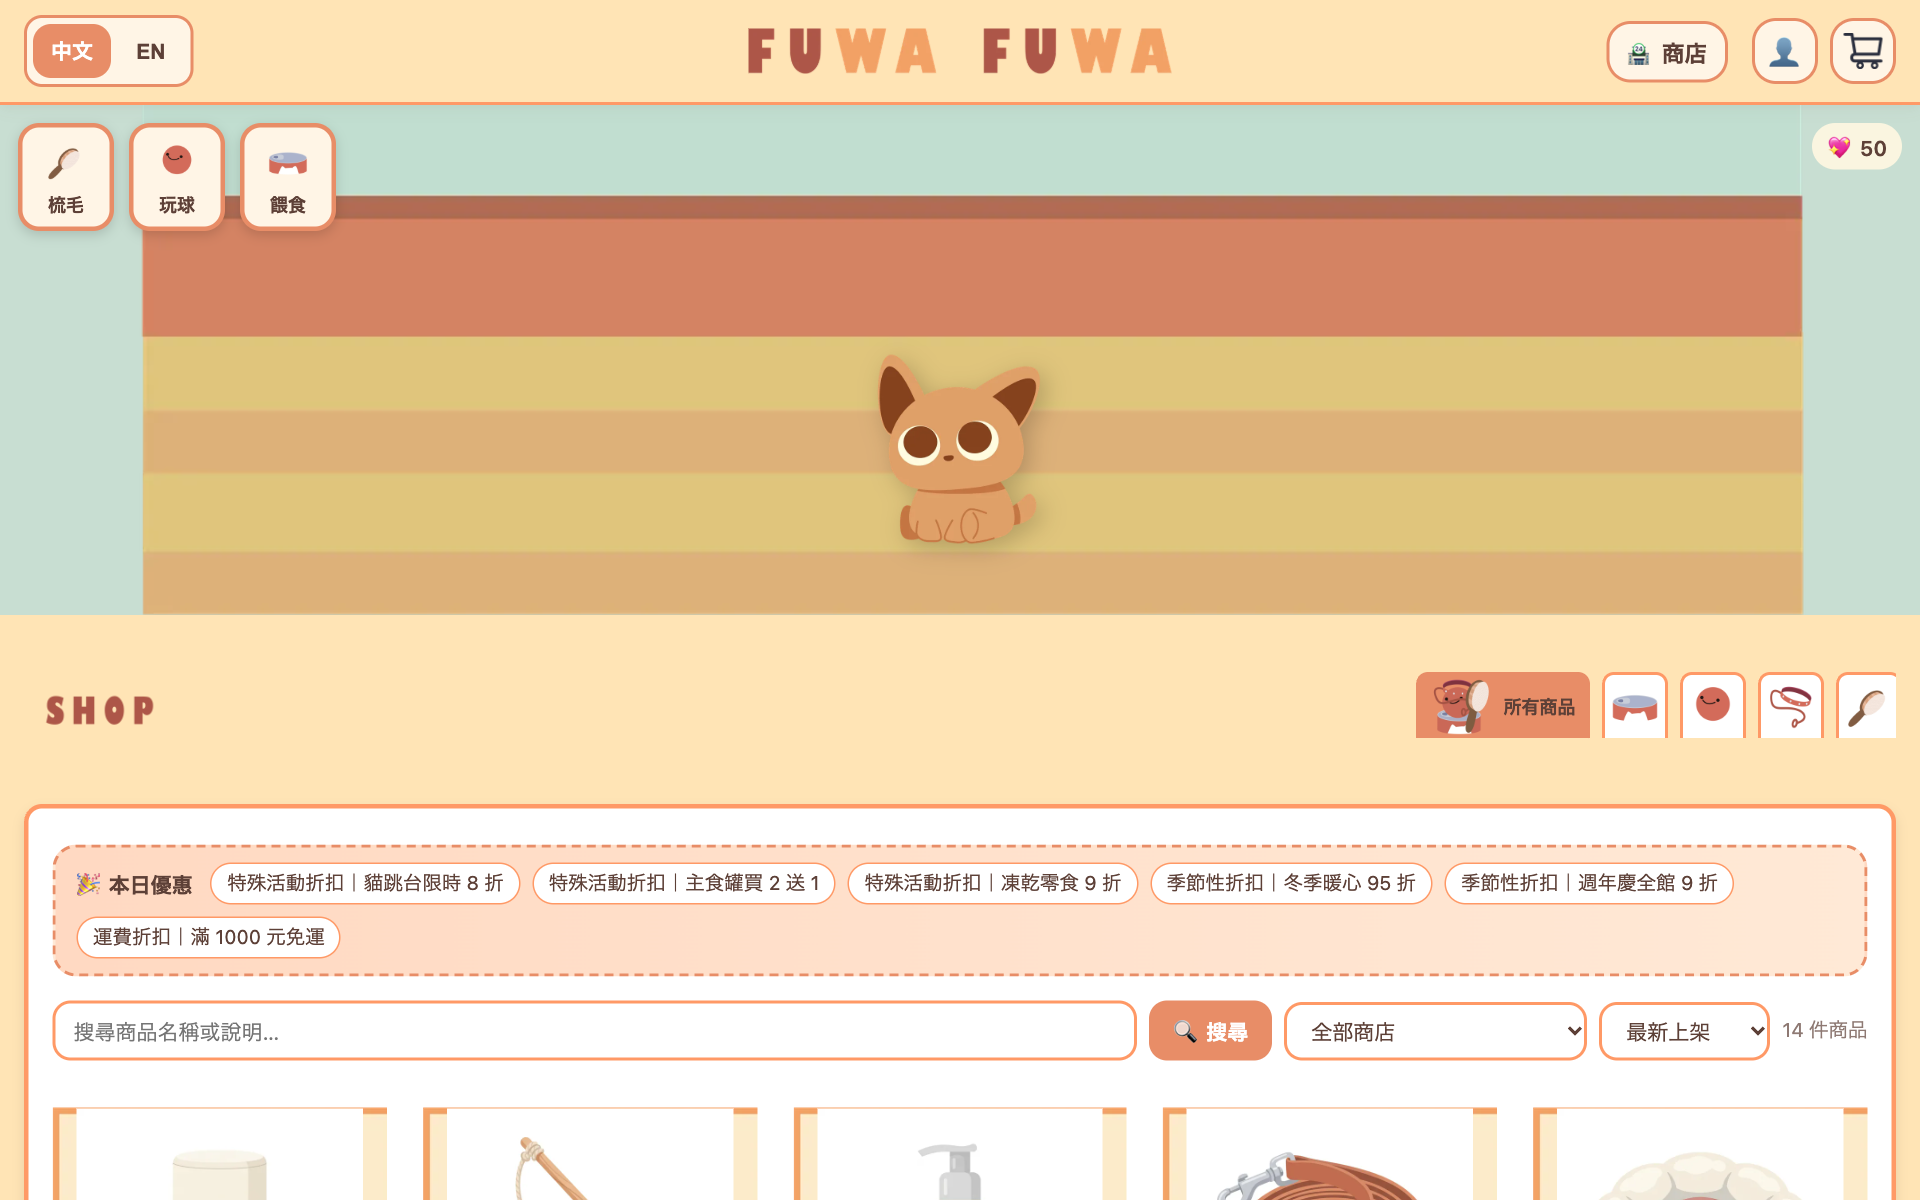 中文 EN
FUWA FUWA
商店
梳毛 玩球 餵食
50
SHOP
所有商品
本日優惠 特殊活動折扣｜貓跳台限時 8 折 特殊活動折扣｜主食罐買 2 送 1 特殊活動折扣｜凍乾零食 9 折 季節性折扣｜冬季暖心 95 折 季節性折扣｜週年慶全館 9 折
運費折扣｜滿 1000 元免運
搜尋商品名稱或說明... 搜尋 全部商店 最新上架 14 件商品